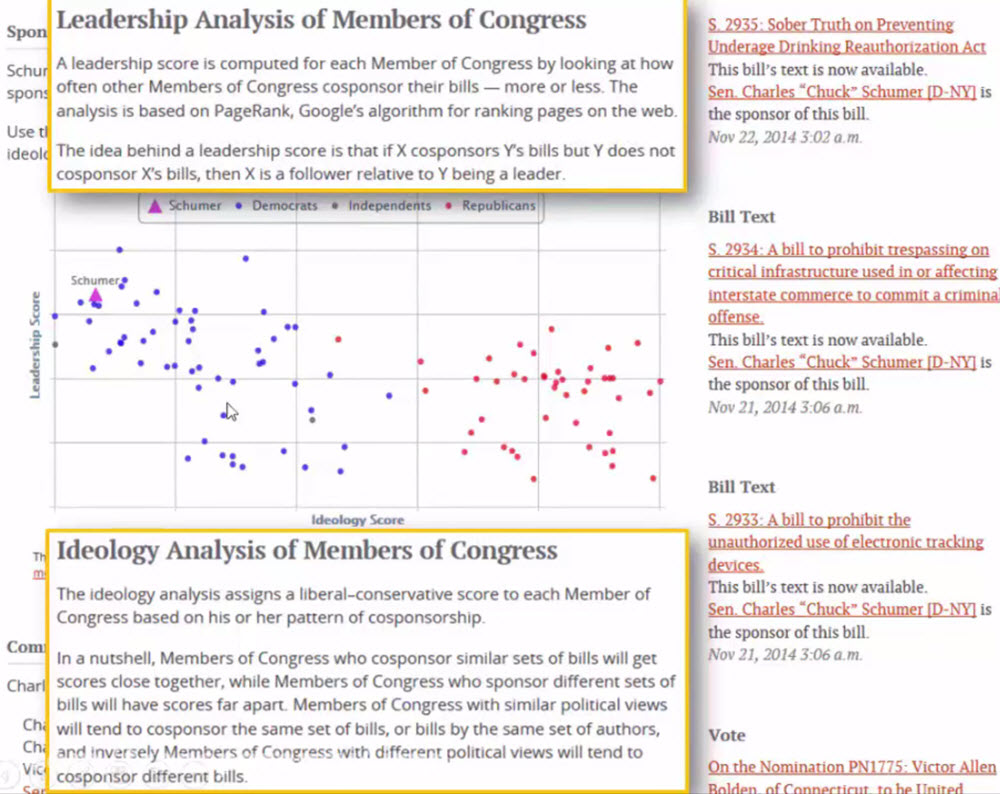 Leadership Analysis of Members of Congress
A leadership score is computed for each Member of Congress by looking at how
often other Members of Congress cosponsor their bills — more or less. The
analysis is based on PageRank, Google's algorithm for ranking pages on the web.
The idea behind a leadership score is that if X cosponsors Y's bills but Y does not
cosponsor X's bills, then X is a follower relative to Y being a leader.
Spon
Schur
spons
Use tl
ideolo
Schumer
Democrats
Independents
Republicans
Schumer
Leadership Score
Ideology Score
Th
m
Ideology Analysis of Members of Congress
The ideology analysis assigns a liberal–conservative score to each Member of
Congress based on his or her pattern of cosponsorship.
In a nutshell, Members of Congress who cosponsor similar sets of bills will get
scores close together, while Members of Congress who sponsor different sets of
bills will have scores far apart. Members of Congress with similar political views
will tend to cosponsor the same set of bills, or bills by the same set of authors,
and inversely Members of Congress with different political views will tend to
cosponsor different bills.
Com
Charl
Cha
Cha
Vic
Sen
S. 2935: Sober Truth on Preventing
Underage Drinking Reauthorization Act
This bill's text is now available.
Sen. Charles “Chuck” Schumer [D-NY] is
the sponsor of this bill.
Nov 22, 2014 3:02 a.m.
Bill Text
S. 2934: A bill to prohibit trespassing on
critical infrastructure used in or affecting
interstate commerce to commit a criminal
offense.
This bill's text is now available.
Sen. Charles “Chuck” Schumer [D-NY] is
the sponsor of this bill.
Nov 21, 2014 3:06 a.m.
Bill Text
S. 2933: A bill to prohibit the
unauthorized use of electronic tracking
devices.
This bill's text is now available.
Sen. Charles “Chuck” Schumer [D-NY] is
the sponsor of this bill.
Nov 21, 2014 3:06 a.m.
Vote
On the Nomination PN1775: Victor Allen
Bolden, of Connecticut, to be United